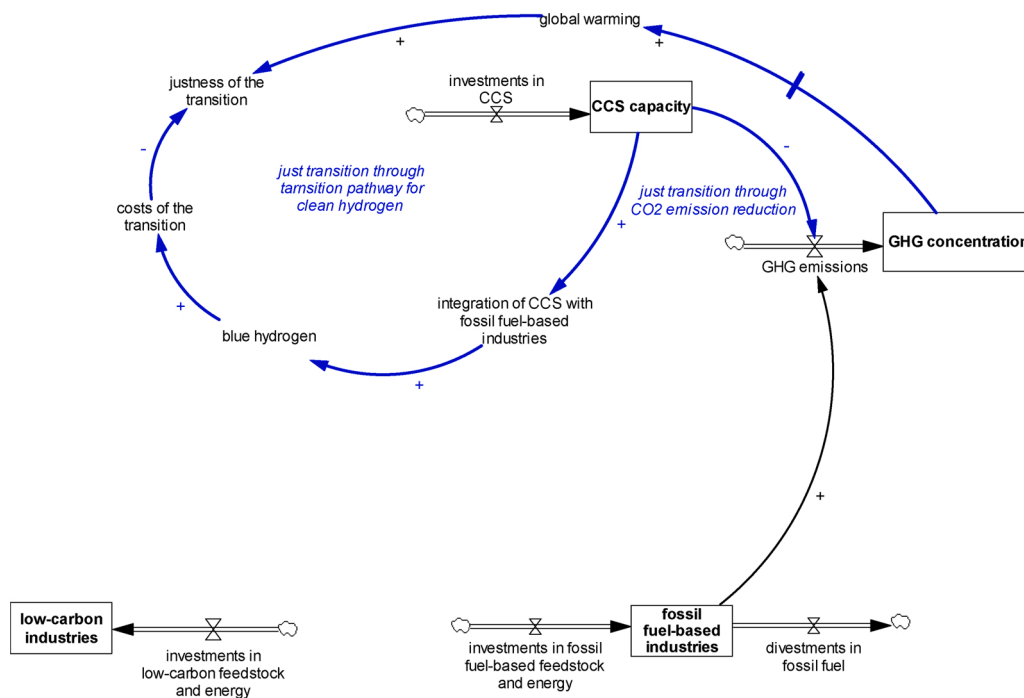 global warming
+
+
justness of the
transition
investments in
CCS
CCS capacity
-
-
just transition through
tarnsition pathway for
clean hydrogen
just transition through
CO2 emission reduction
costs of the
transition
+
GHG concentration
GHG emissions
+
integration of CCS with
fossil fuel-based
industries
blue hydrogen
+
+
low-carbon
industries
investments in
low-carbon feedstock
and energy
investments in fossil
fuel-based feedstock
and energy
fossil
fuel-based
industries
divestments in
fossil fuel